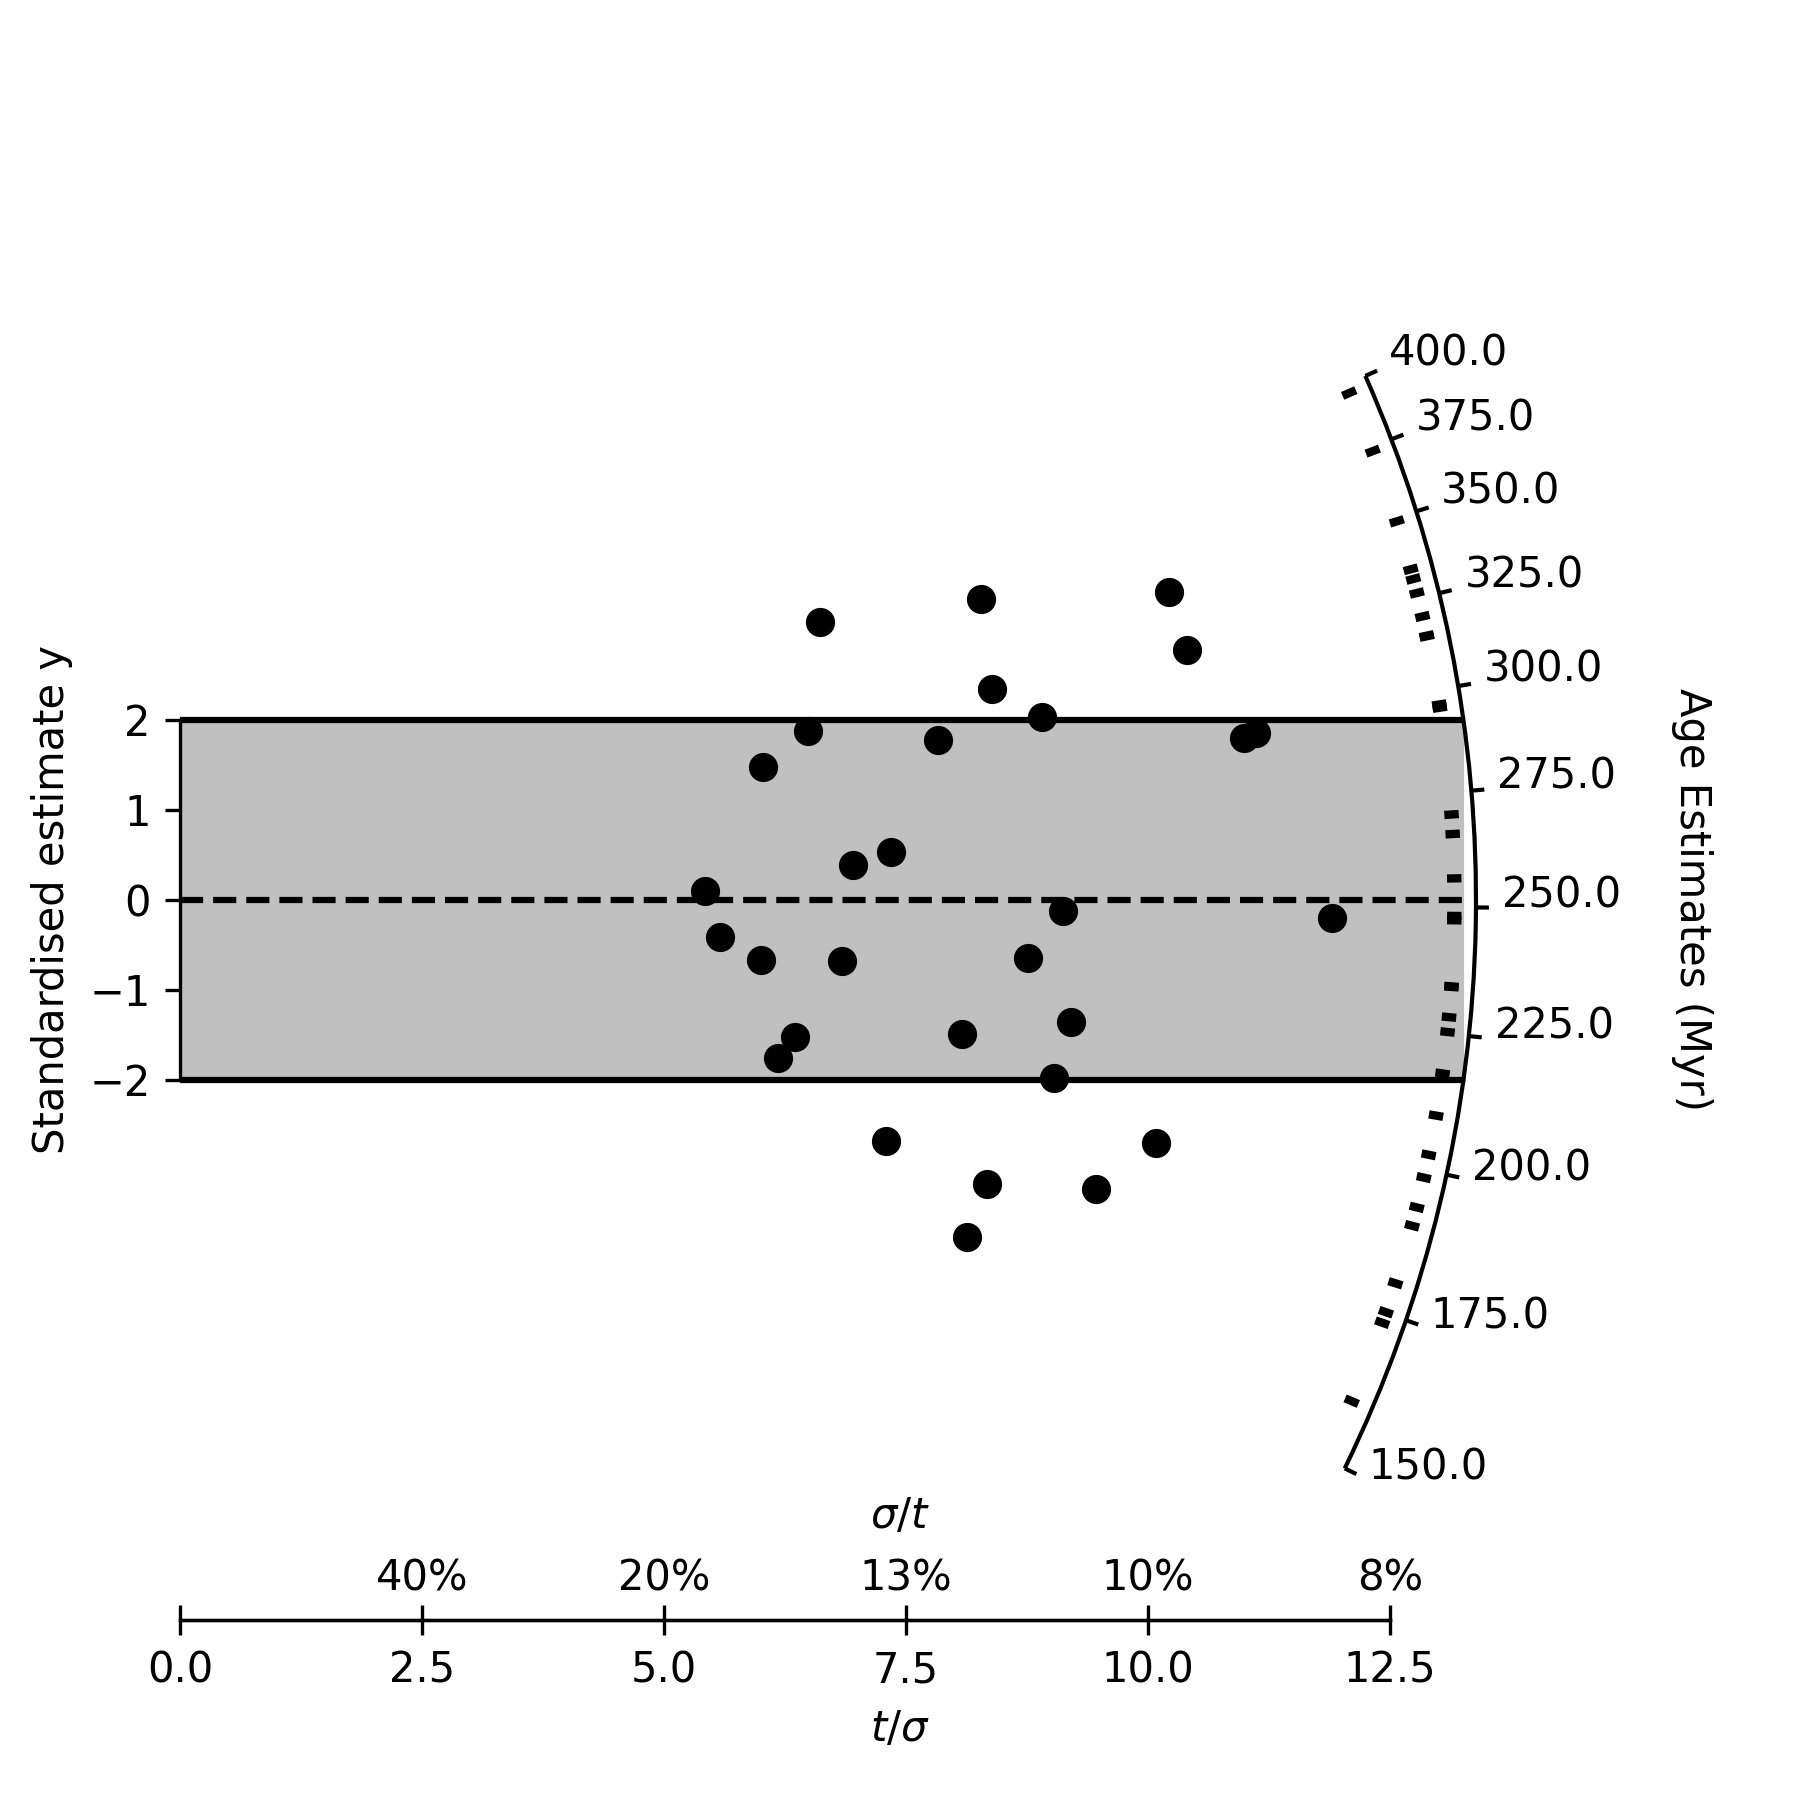 400.0
375.0
350.0
325.0
300.0
275.0
250.0
225.0
200.0
175.0
150.0
Age Estimates (Myr)
Standardised estimate y
2
1
0
−1
−2
σ/t
40% 20% 13% 10% 8%
0.0 2.5 5.0 7.5 10.0 12.5
t/σ